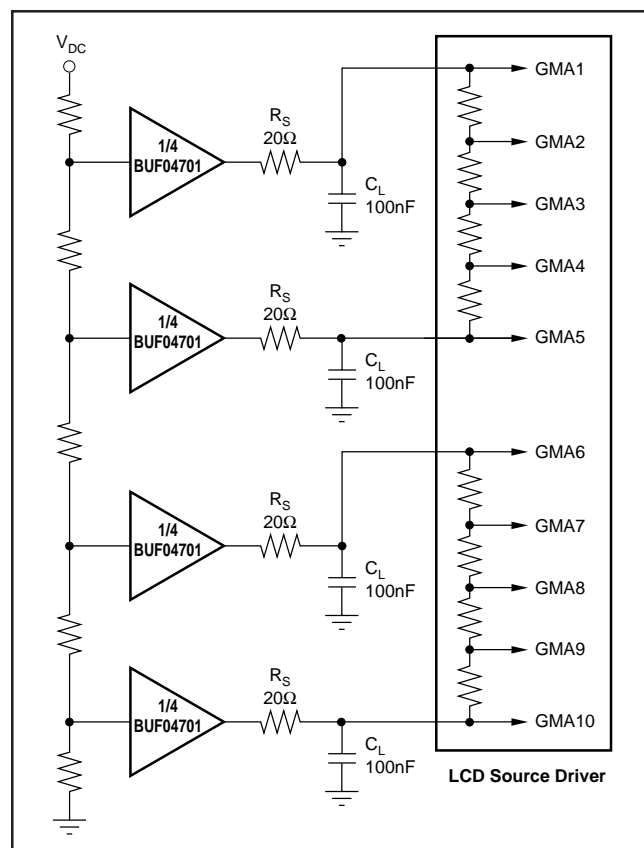 V_DC
1/4
BUF04701
R_S
20Ω
C_L
100nF
GMA1
GMA2
GMA3
GMA4
1/4
BUF04701
R_S
20Ω
C_L
100nF
GMA5
1/4
BUF04701
R_S
20Ω
C_L
100nF
GMA6
GMA7
GMA8
GMA9
1/4
BUF04701
R_S
20Ω
C_L
100nF
GMA10
LCD Source Driver